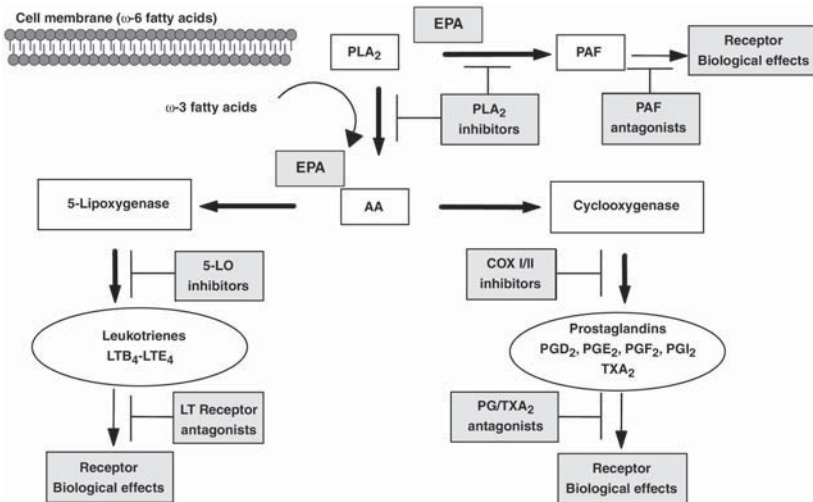 Cell membrane (ω-6 fatty acids)
EPA
PLA₂
PAF
Receptor
Biological effects
ω-3 fatty acids
PLA₂
inhibitors
PAF
antagonists
EPA
5-Lipoxygenase
AA
Cyclooxygenase
5-LO
inhibitors
COX I/II
inhibitors
Leukotrienes
LTB₄-LTE₄
Prostaglandins
PGD₂, PGE₂, PGF₂, PGI₂
TXA₂
LT Receptor
antagonists
PG/TXA₂
antagonists
Receptor
Biological effects
Receptor
Biological effects